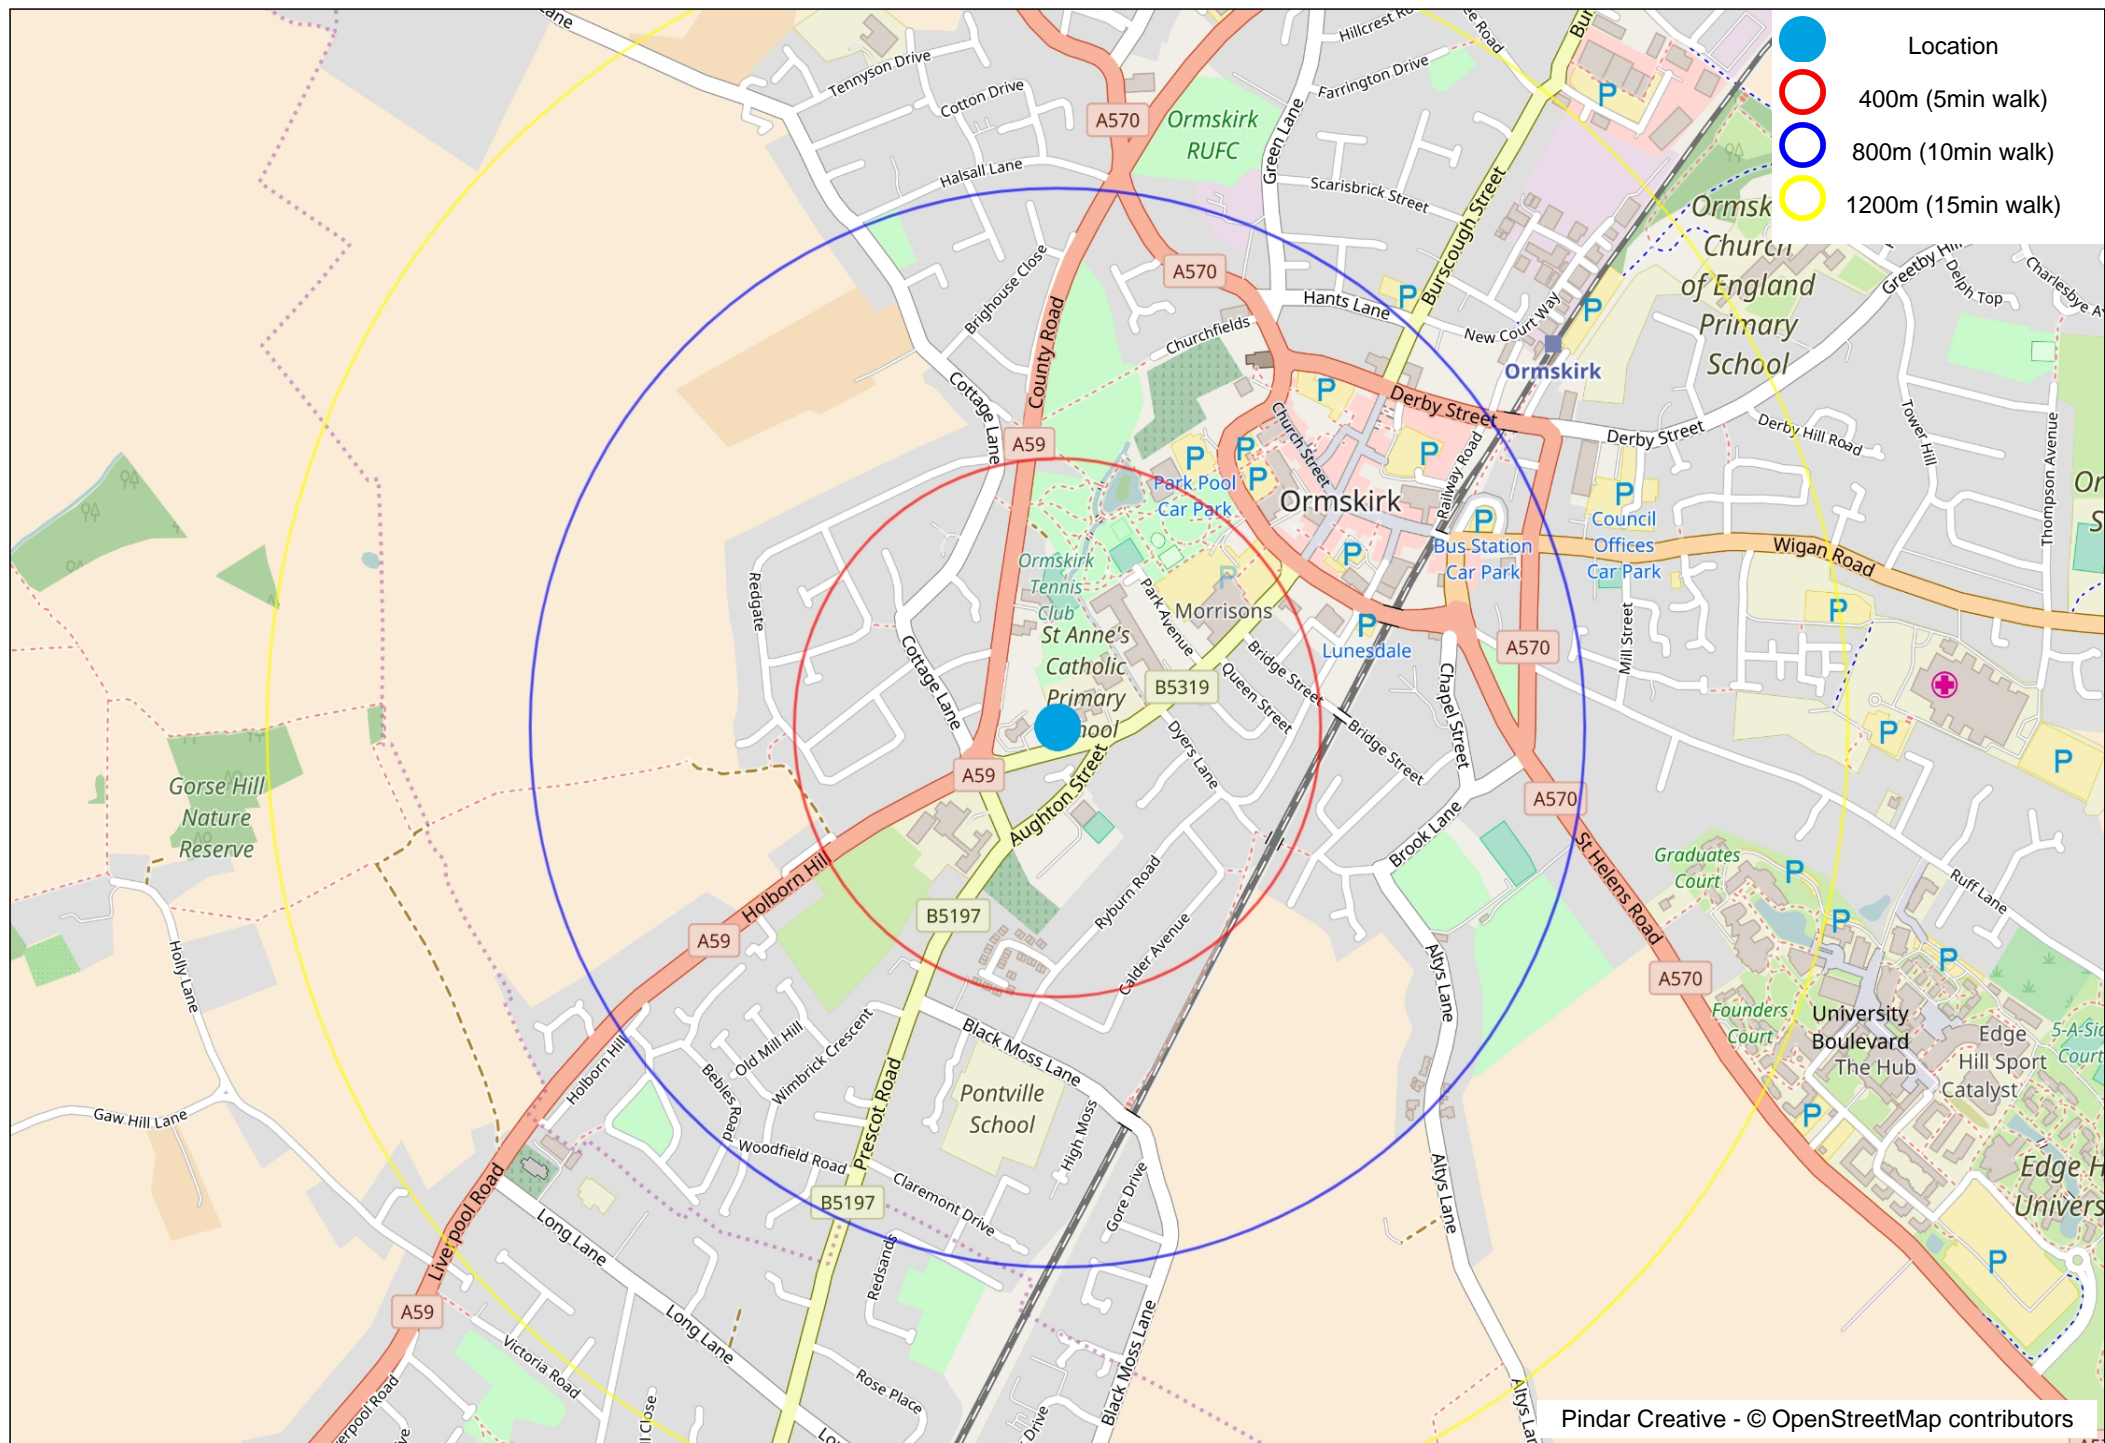 Location
400m (5min walk)
800m (10min walk)
1200m (15min walk)
Tennyson Drive
Cotton Drive
Halsall Lane
A570
Ormskirk
RUFC
Green Lane
Hillcrest
Farrington Drive
Scarisbrick Street
Burscough Street
P
Church
of England
Primary
School
Greetby Hill
Delph Top
Brighouse Close
County Road
A570
Hants Lane
P
New Court Way
P
Ormskirk
Churchfields
Cottage Lane
A59
P
Derby Street
Derby Street
Derby Hill Road
Tower Hill
Thompson Avenue
Church Street
P
P
P
P
Park Pool
Car Park
Ormskirk
Railway Road
P
Bus Station
Car Park
P
Council
Offices
Car Park
Wigan Road
P
Redgate
Ormskirk
Tennis
Club
Park Avenue
P
Morrisons
P
Lunesdale
St Anne's
Catholic
Primary
Cottage Lane
B5319
Bridge Street
Queen Street
Bridge Street
Chapel Street
A570
Mill Street
P
P
Dyers Lane
A59
Aughton Street
Gorse Hill
Nature
Reserve
Holborn Hill
A59
B5197
Ryburn Road
Calder Avenue
Brook Lane
A570
St Helens Road
Graduates
Court
P
P
P
Ruff Lane
Altys Lane
A570
Founders
Court
University
Boulevard
The Hub
Edge
Hill Sport
Catalyst
P
P
Holly Lane
Gaw Hill Lane
Holborn Hill
Old Mill Hill
Wimbrick Crescent
Bebles Road
Black Moss Lane
Pontville
School
High Moss
Prescot Road
Woodfield Road
Claremont Drive
B5197
Gore Drive
Redsands
Altys Lane
Liverpool Road
A59
Long Lane
Long Lane
Victoria Road
Rose Place
Black Moss Lane
Pindar Creative - © OpenStreetMap contributors